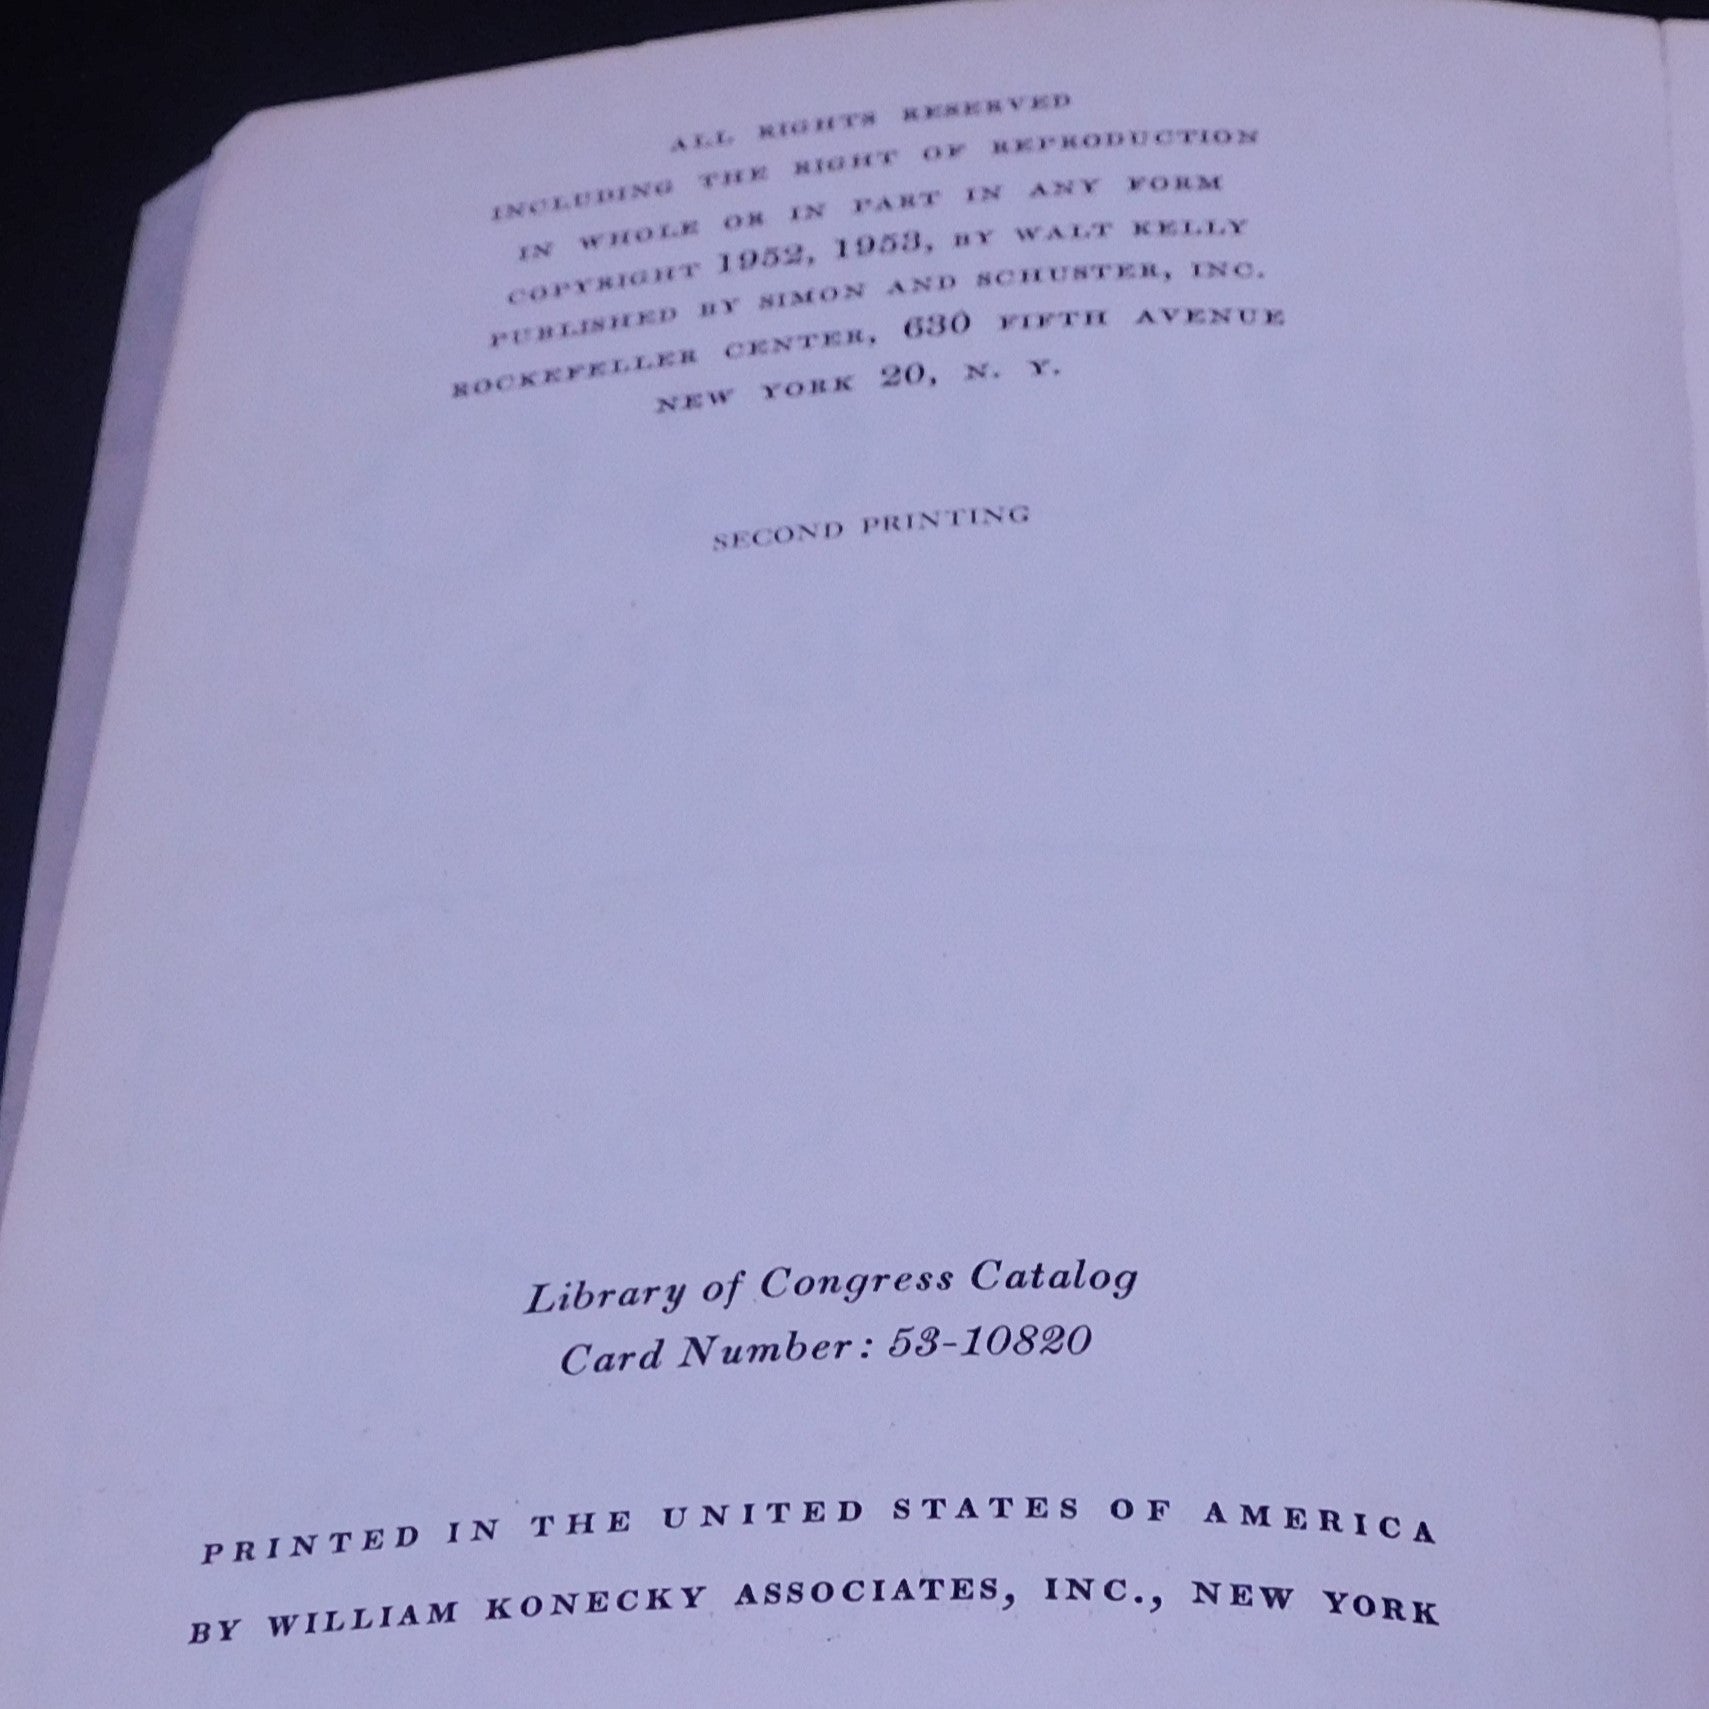 ALL RIGHTS RESERVED
INCLUDING THE RIGHT OF REPRODUCTION
IN WHOLE OR IN PART IN ANY FORM
COPYRIGHT 1952, 1953, BY WALT KELLY
PUBLISHED BY SIMON AND SCHUSTER, INC.
ROCKEFELLER CENTER, 630 FIFTH AVENUE
NEW YORK 20, N. Y.
SECOND PRINTING
Library of Congress Catalog
Card Number: 53-10820
PRINTED IN THE UNITED STATES OF AMERICA
BY WILLIAM KONECKY ASSOCIATES, INC., NEW YORK